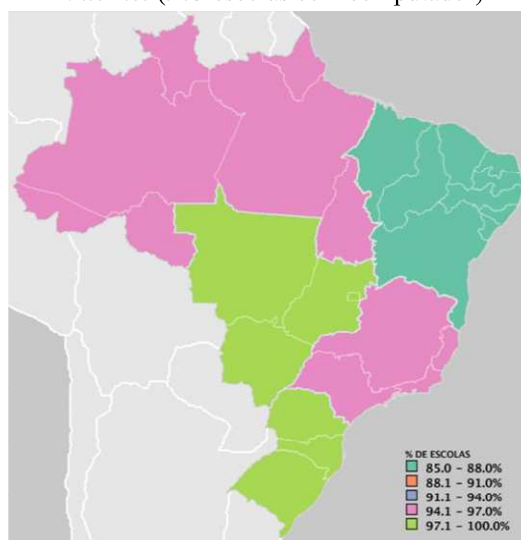 % DE ESCOLAS
85.0 – 88.0%
88.1 – 91.0%
91.1 – 94.0%
94.1 – 97.0%
97.1 – 100.0%